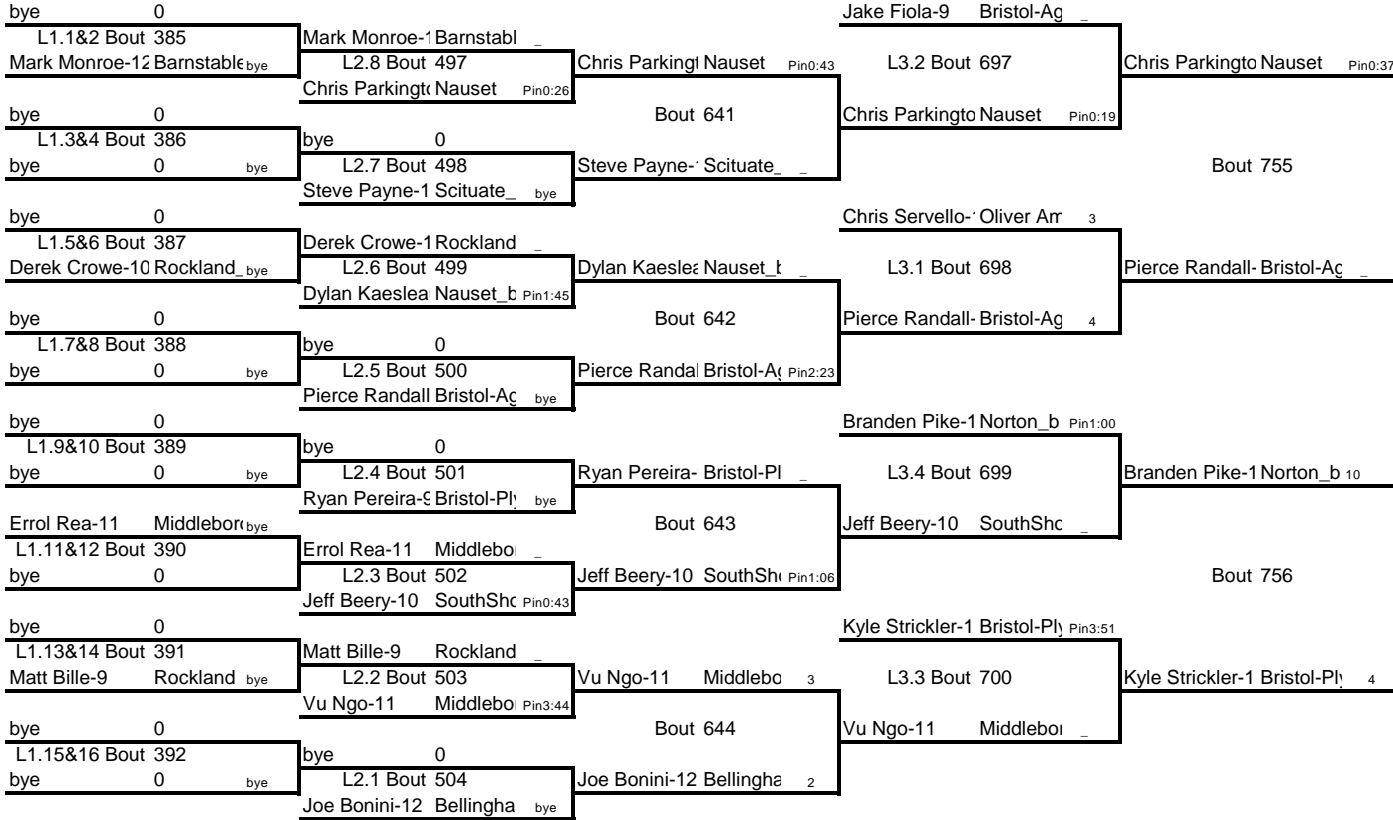 bye 0 Jake Fiola-9 Bristol-Ag _
L1.1&2 Bout 385 Mark Monroe-1 Barnstabl _
Mark Monroe-12 Barnstable bye L2.8 Bout 497 Chris Parkingt Nauset Pin0:43 L3.2 Bout 697 Chris Parkingto Nauset Pin0:37
Chris Parkingto Nauset Pin0:26
bye 0 Bout 641 Chris Parkingto Nauset Pin0:19
L1.3&4 Bout 386 bye 0
bye 0 bye L2.7 Bout 498 Steve Payne- Scituate_ _ Bout 755
Steve Payne-1 Scituate_ bye
bye 0 Chris Servello- Oliver Am 3
L1.5&6 Bout 387 Derek Crowe-1 Rockland _
Derek Crowe-10 Rockland_ bye L2.6 Bout 499 Dylan Kaeslea Nauset_b _ L3.1 Bout 698 Pierce Randall- Bristol-Ag _
Dylan Kaeslea Nauset_b Pin1:45
bye 0 Bout 642 Pierce Randall- Bristol-Ag 4
L1.7&8 Bout 388 bye 0
bye 0 bye L2.5 Bout 500 Pierce Randal Bristol-Ag Pin2:23
Pierce Randall Bristol-Ag bye
bye 0 Branden Pike-1 Norton_b Pin1:00
L1.9&10 Bout 389 bye 0
bye 0 bye L2.4 Bout 501 Ryan Pereira- Bristol-Pl _ L3.4 Bout 699 Branden Pike-1 Norton_b 10
Ryan Pereira-9 Bristol-Ply bye
Errol Rea-11 Middleboro bye Bout 643 Jeff Beery-10 SouthSho _
L1.11&12 Bout 390 Errol Rea-11 Middlebo _
bye 0 L2.3 Bout 502 Jeff Beery-10 SouthSh Pin1:06 Bout 756
Jeff Beery-10 SouthSho Pin0:43
bye 0 Kyle Strickler-1 Bristol-Ply Pin3:51
L1.13&14 Bout 391 Matt Bille-9 Rockland _
Matt Bille-9 Rockland bye L2.2 Bout 503 Vu Ngo-11 Middlebo 3 L3.3 Bout 700 Kyle Strickler-1 Bristol-Ply 4
Vu Ngo-11 Middlebo Pin3:44
bye 0 Bout 644 Vu Ngo-11 Middlebor _
L1.15&16 Bout 392 bye 0
bye 0 bye L2.1 Bout 504 Joe Bonini-12 Bellingha 2
Joe Bonini-12 Bellingha bye